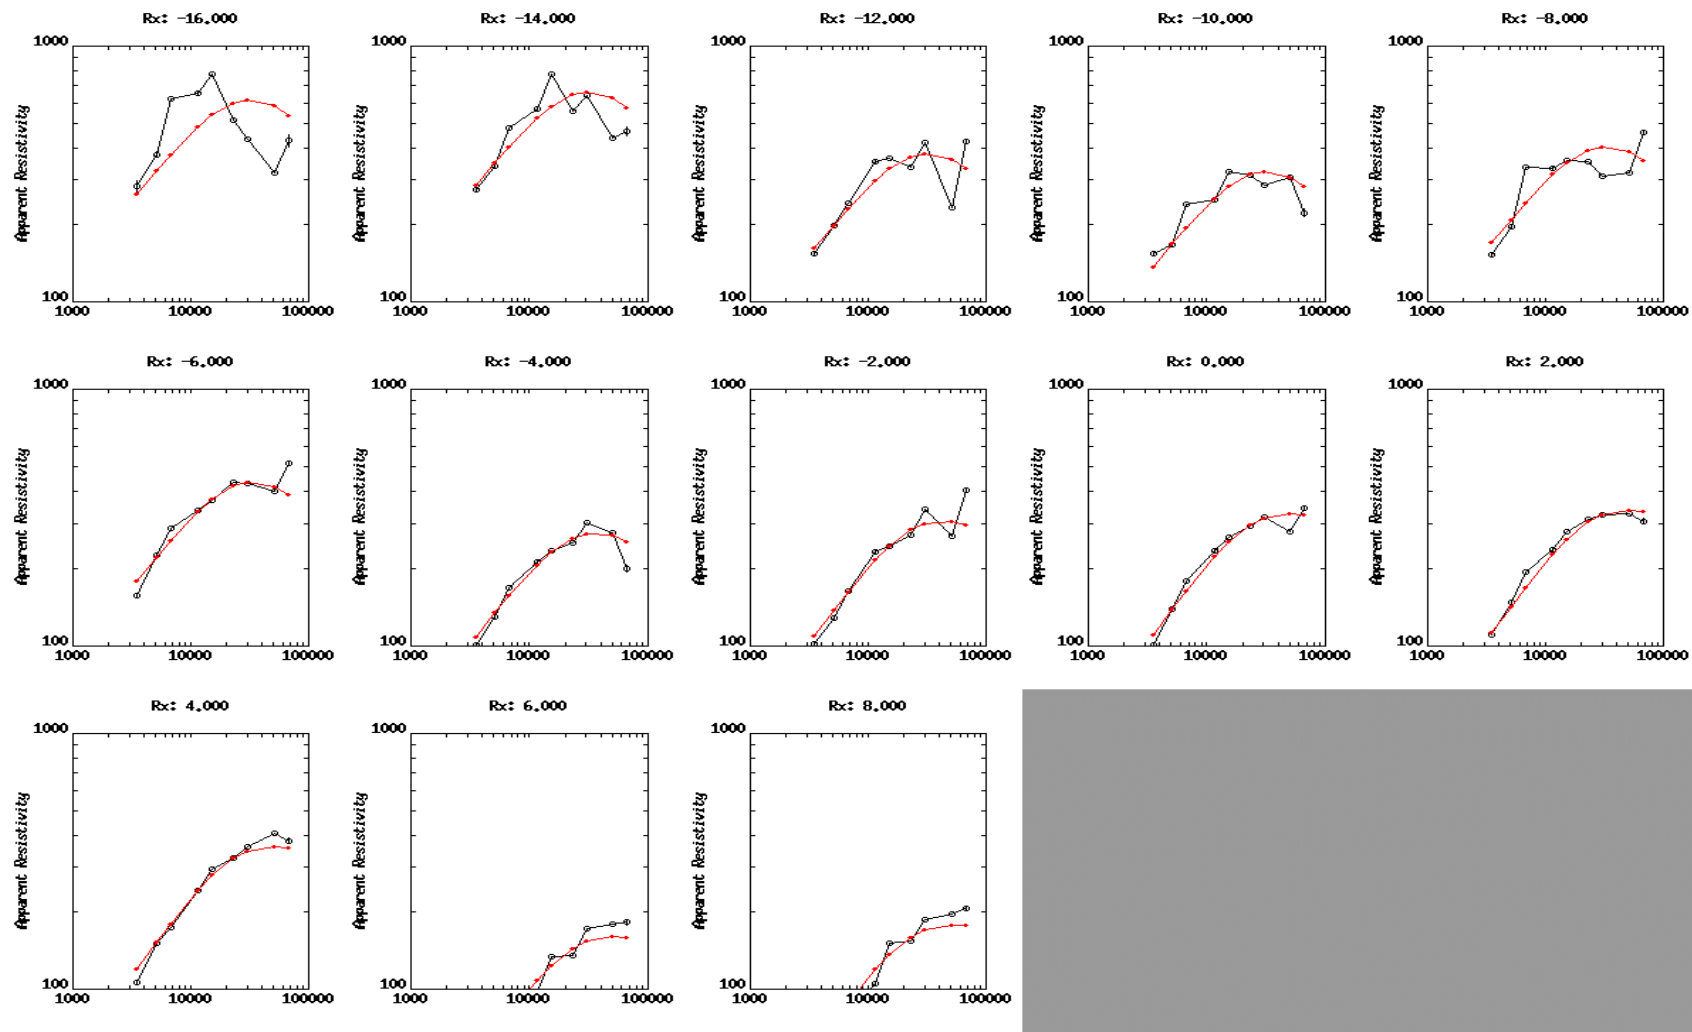 Rx: -16.000
1000
Apparent Resistivity
100
1000 10000 100000
Rx: -14.000
1000
Apparent Resistivity
100
1000 10000 100000
Rx: -12.000
1000
Apparent Resistivity
100
1000 10000 100000
Rx: -10.000
1000
Apparent Resistivity
100
1000 10000 100000
Rx: -8.000
1000
Apparent Resistivity
100
1000 10000 100000
Rx: -6.000
1000
Apparent Resistivity
100
1000 10000 100000
Rx: -4.000
1000
Apparent Resistivity
100
1000 10000 100000
Rx: -2.000
1000
Apparent Resistivity
100
1000 10000 100000
Rx: 0.000
1000
Apparent Resistivity
100
1000 10000 100000
Rx: 2.000
1000
Apparent Resistivity
100
1000 10000 100000
Rx: 4.000
1000
Apparent Resistivity
100
1000 10000 100000
Rx: 6.000
1000
Apparent Resistivity
100
1000 10000 100000
Rx: 8.000
1000
Apparent Resistivity
100
1000 10000 100000